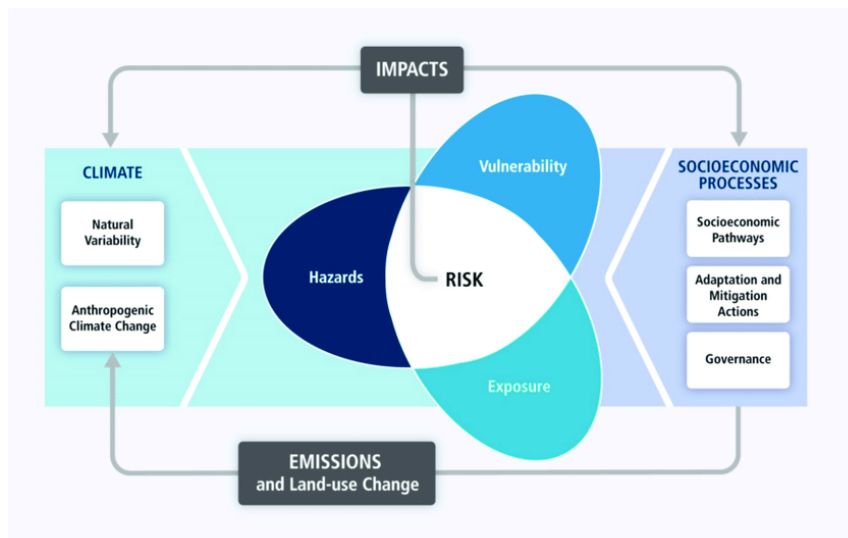 IMPACTS
CLIMATE
Natural
Variability
Anthropogenic
Climate Change
Vulnerability
Hazards
RISK
Exposure
SOCIOECONOMIC
PROCESSES
Socioeconomic
Pathways
Adaptation and
Mitigation
Actions
Governance
EMISSIONS
and Land-use Change